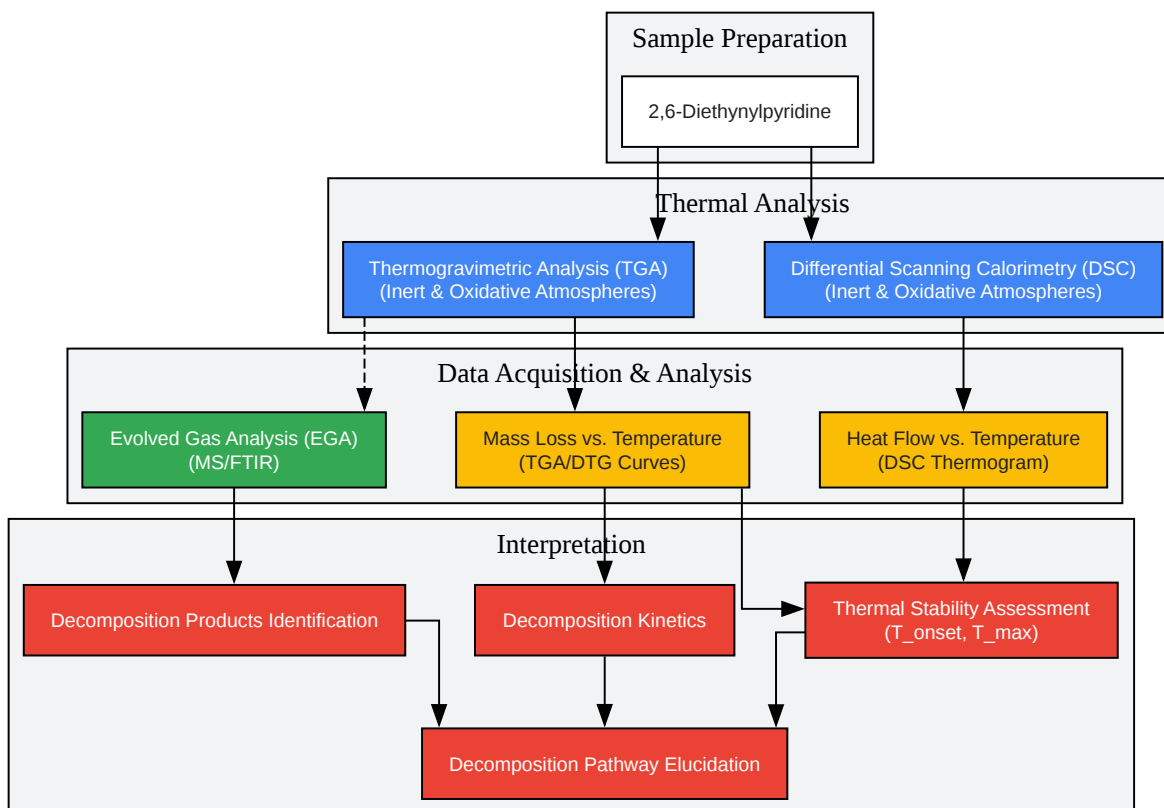 Sample Preparation
2,6-Diethynylpyridine
Thermal Analysis
Thermogravimetric Analysis (TGA)
(Inert & Oxidative Atmospheres)
Differential Scanning Calorimetry (DSC)
(Inert & Oxidative Atmospheres)
Data Acquisition & Analysis
Evolved Gas Analysis (EGA)
(MS/FTIR)
Mass Loss vs. Temperature
(TGA/DTG Curves)
Heat Flow vs. Temperature
(DSC Thermogram)
Interpretation
Decomposition Products Identification
Decomposition Kinetics
Thermal Stability Assessment
(T_onset, T_max)
Decomposition Pathway Elucidation